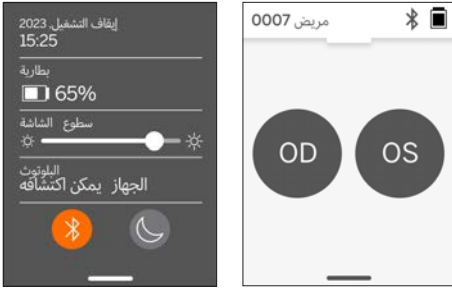 إيقاف التشغيل. 2023
15:25
بطارية
65%
سطوع الشاشة
البلوتوث
الجهاز يمكن اكتشافه
مريض 0007
OD
OS